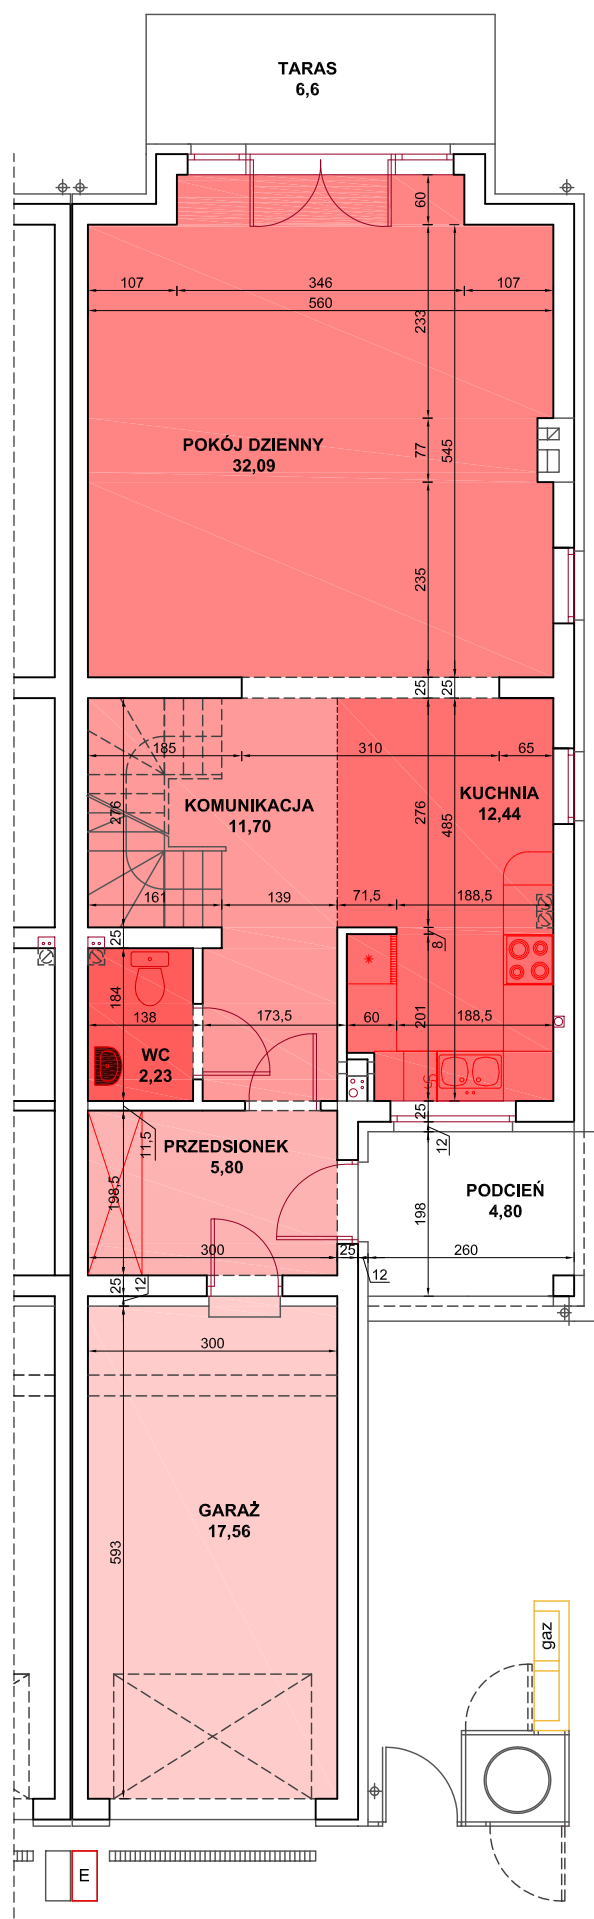 TARAS
6,6
60
107 346 107
560
233
POKÓJ DZIENNY
32,09
77
545
235
25 25
185 310 65
KUCHNIA
12,44
KOMUNIKACJA
11,70
276 276 485
161 139 71,5 188,5
25 8
184
138 173,5 60 201 188,5
WC
2,23
25
11,5 12
PRZEDSIONEK
5,80
PODCIEŃ
4,80
198,5 198
300 25 260
12
25 12
300
GARAŻ
17,56
593
gaz
E